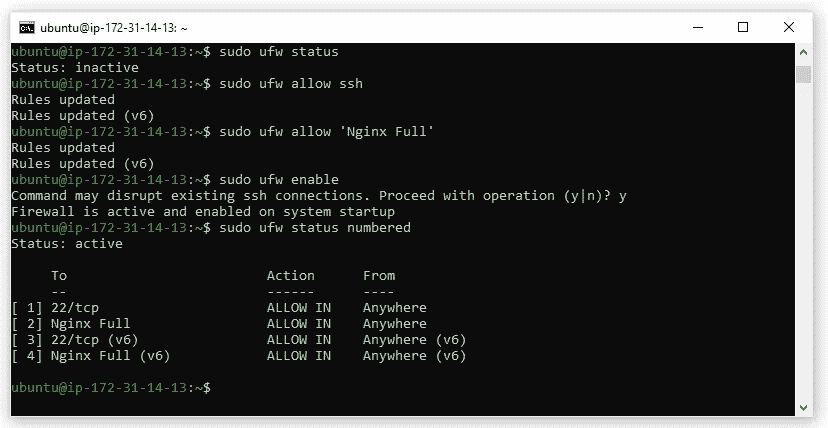 ubuntu@ip-172-31-14-13: ~
ubuntu@ip-172-31-14-13:~$ sudo ufw status
Status: inactive
ubuntu@ip-172-31-14-13:~$ sudo ufw allow ssh
Rules updated
Rules updated (v6)
ubuntu@ip-172-31-14-13:~$ sudo ufw allow 'Nginx Full'
Rules updated
Rules updated (v6)
ubuntu@ip-172-31-14-13:~$ sudo ufw enable
Command may disrupt existing ssh connections. Proceed with operation (y|n)? y
Firewall is active and enabled on system startup
ubuntu@ip-172-31-14-13:~$ sudo ufw status numbered
Status: active

     To                         Action      From
     --                         ------      ----
[ 1] 22/tcp                     ALLOW IN    Anywhere
[ 2] Nginx Full                 ALLOW IN    Anywhere
[ 3] 22/tcp (v6)                ALLOW IN    Anywhere (v6)
[ 4] Nginx Full (v6)            ALLOW IN    Anywhere (v6)

ubuntu@ip-172-31-14-13:~$